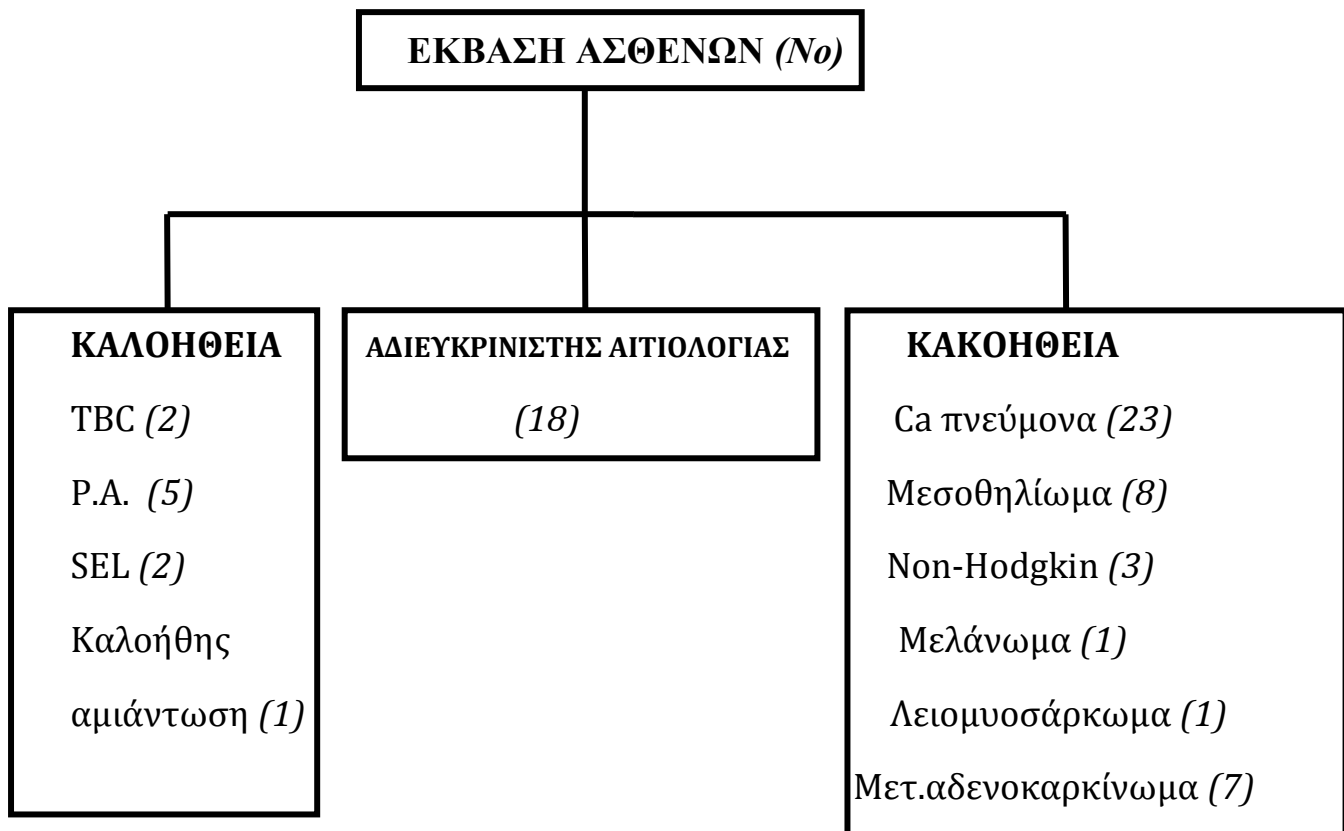 ΕΚΒΑΣΗ ΑΣΘΕΝΩΝ (Νο)
ΚΑΛΟΗΘΕΙΑ
TBC (2)
Ρ.Α. (5)
SEL (2)
Καλοήθης
αμιάντωση (1)
ΑΔΙΕΥΚΡΙΝΙΣΤΗΣ ΑΙΤΙΟΛΟΓΙΑΣ
(18)
ΚΑΚΟΗΘΕΙΑ
Ca πνεύμονα (23)
Μεσοθηλίωμα (8)
Non-Hodgkin (3)
Μελάνωμα (1)
Λειομυοσάρκωμα (1)
Μετ.αδενοκαρκίνωμα (7)